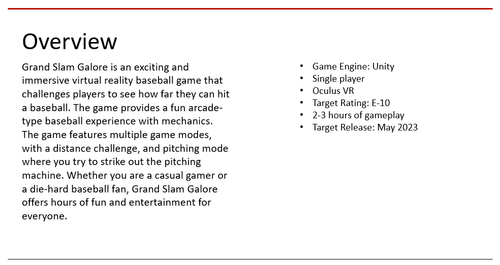 Overview
Grand Slam Galore is an exciting and
immersive virtual reality baseball game that
challenges players to see how far they can hit
a baseball. The game provides a fun arcade-
type baseball experience with mechanics.
The game features multiple game modes,
with a distance challenge, and pitching mode
where you try to strike out the pitching
machine. Whether you are a casual gamer or
a die-hard baseball fan, Grand Slam Galore
offers hours of fun and entertainment for
everyone.
• Game Engine: Unity
• Single player
• Oculus VR
• Target Rating: E-10
• 2-3 hours of gameplay
• Target Release: May 2023